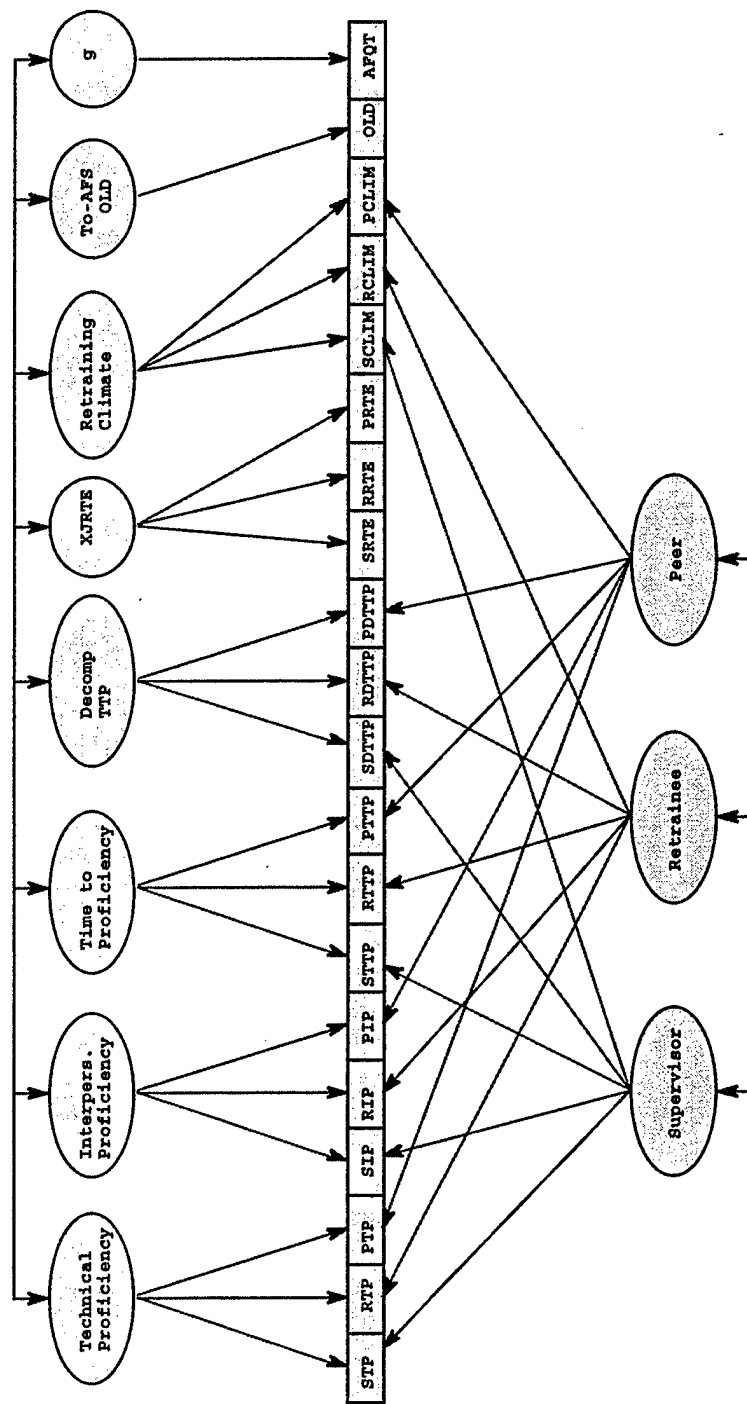 Technical
Proficiency
Interpers.
Proficiency
Time to
Proficiency
Decomp
TTP
XJRTE
Retraining
Climate
To-AFS
OLD
g
STP
RTP
PTP
SIP
RIP
PIP
STTP
RTTP
PTTP
SDTTP
RDTTP
PDTTP
SRTE
RRTE
PRTE
SCLIM
RCLIM
PCLIM
OLD
AFQT
Supervisor
Retrainee
Peer